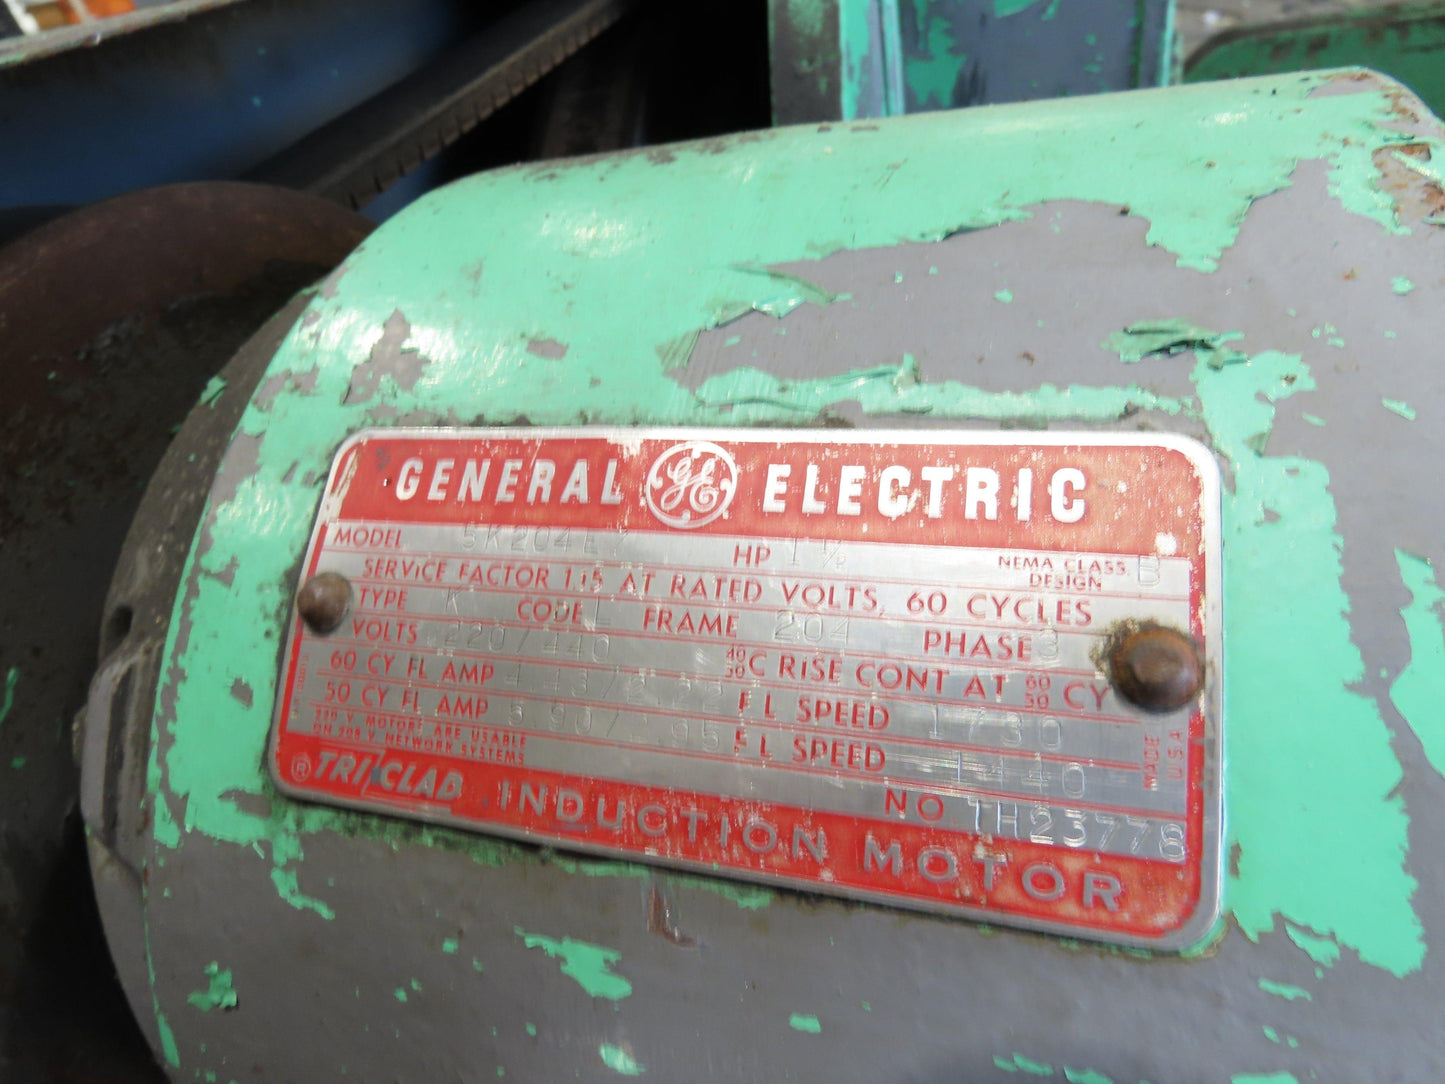 GENERAL GE ELECTRIC
MODEL HP 1 ½ NEMA CLASS. DESIGN B
SERVICE FACTOR 1.15 AT RATED VOLTS, 60 CYCLES
TYPE K CODE L FRAME 204 PHASE 3
VOLTS 220/440 40 50 C RISE CONT AT 60 50 CY
60 CY FL AMP F L SPEED 1730
50 CY FL AMP F L SPEED 1440
220 V. MOTORS ARE USABLE
ON 208 V. NETWORK SYSTEMS
NO TH23778
MADE U.S.A
® TRI/CLAD INDUCTION MOTOR